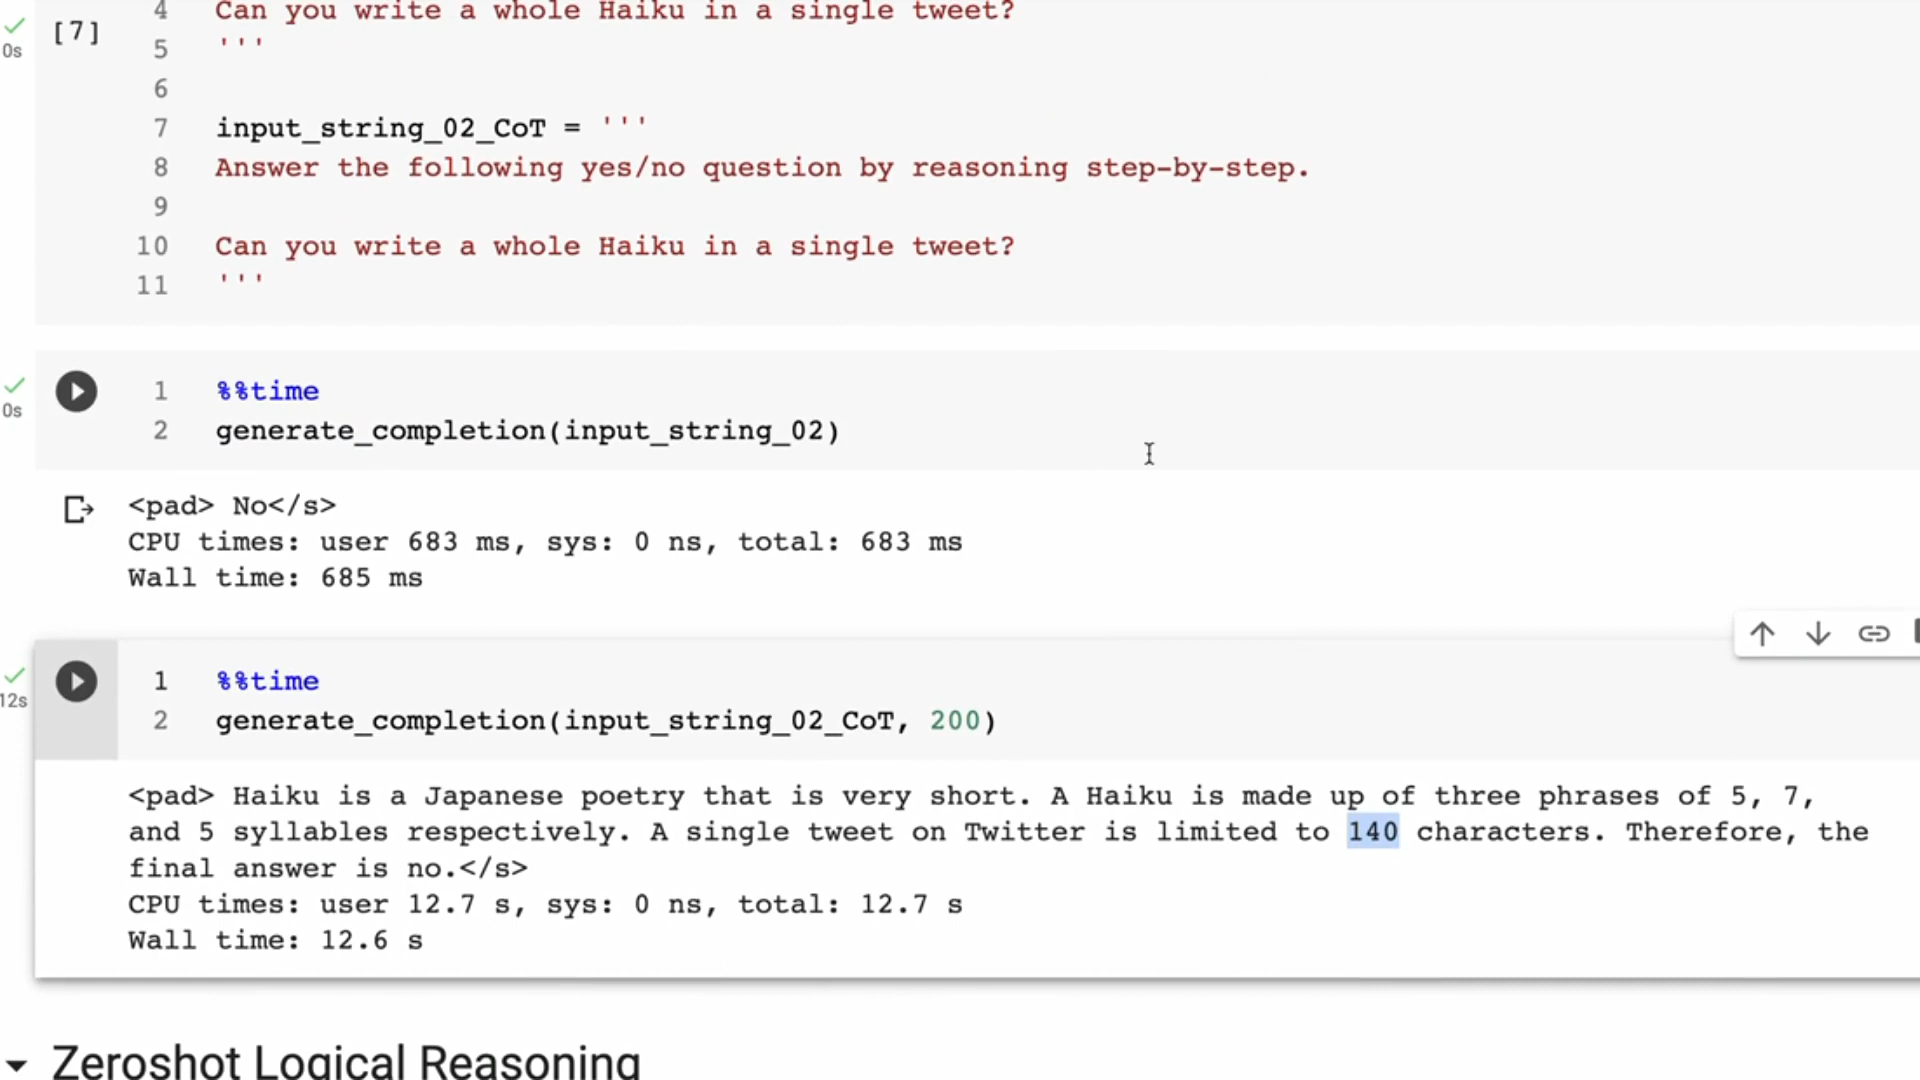 4 Can you write a whole Haiku in a single tweet?
[7]
0s
5 '''
6
7 input_string_02_CoT = '''
8 Answer the following yes/no question by reasoning step-by-step.
9
10 Can you write a whole Haiku in a single tweet?
11 '''
1 %%time
0s
2 generate_completion(input_string_02)
<pad> No</s>
CPU times: user 683 ms, sys: 0 ns, total: 683 ms
Wall time: 685 ms
1 %%time
12s
2 generate_completion(input_string_02_CoT, 200)
<pad> Haiku is a Japanese poetry that is very short. A Haiku is made up of three phrases of 5, 7,
and 5 syllables respectively. A single tweet on Twitter is limited to 140 characters. Therefore, the
final answer is no.</s>
CPU times: user 12.7 s, sys: 0 ns, total: 12.7 s
Wall time: 12.6 s
Zeroshot Logical Reasoning